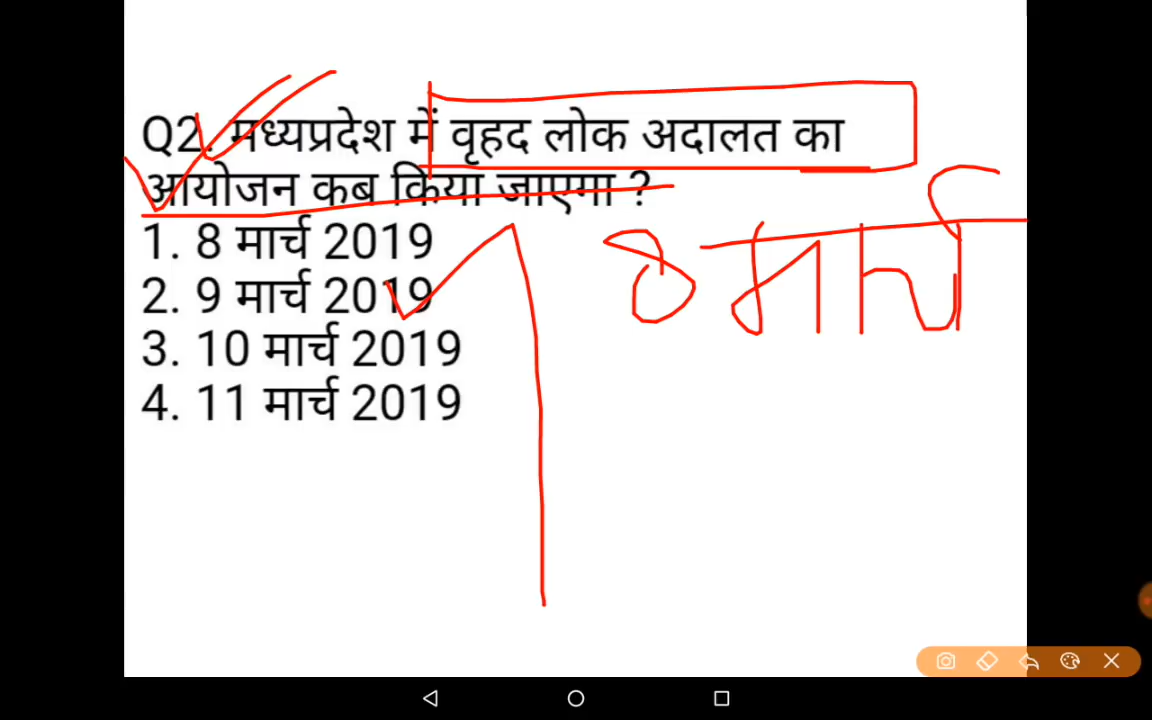 Q2. मध्यप्रदेश में वृहद लोक अदालत का
आयोजन कब किया जाएगा ?
1. 8 मार्च 2019
2. 9 मार्च 2019
3. 10 मार्च 2019
4. 11 मार्च 2019
8 मार्च